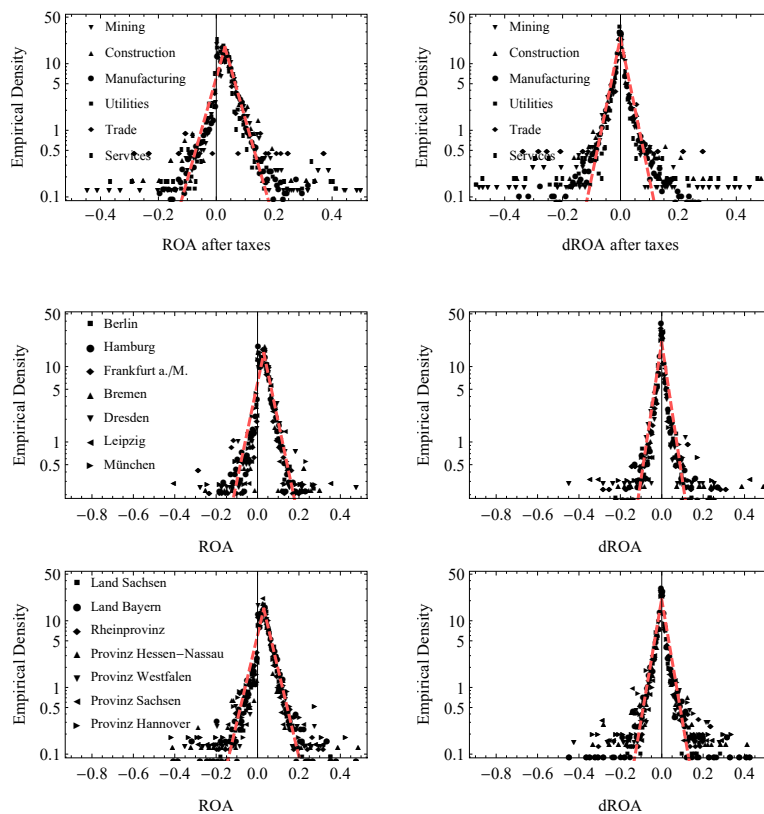 50
10
5
1
0.5
0.1
Empirical Density
Mining
Construction
Manufacturing
Utilities
Trade
Services
−0.4 −0.2 0.0 0.2 0.4
ROA after taxes
50
10
5
1
0.5
0.1
Empirical Density
Mining
Construction
Manufacturing
Utilities
Trade
Services
−0.4 −0.2 0.0 0.2 0.4
dROA after taxes
50
10
5
1
0.5
Empirical Density
Berlin
Hamburg
Frankfurt a./M.
Bremen
Dresden
Leipzig
München
−0.8 −0.6 −0.4 −0.2 0.0 0.2 0.4
ROA
50
10
5
1
0.5
Empirical Density
−0.8 −0.6 −0.4 −0.2 0.0 0.2 0.4
dROA
50
10
5
1
0.5
0.1
Empirical Density
Land Sachsen
Land Bayern
Rheinprovinz
Provinz Hessen−Nassau
Provinz Westfalen
Provinz Sachsen
Provinz Hannover
−0.8 −0.6 −0.4 −0.2 0.0 0.2 0.4
ROA
50
10
5
1
0.5
0.1
Empirical Density
−0.8 −0.6 −0.4 −0.2 0.0 0.2 0.4
dROA